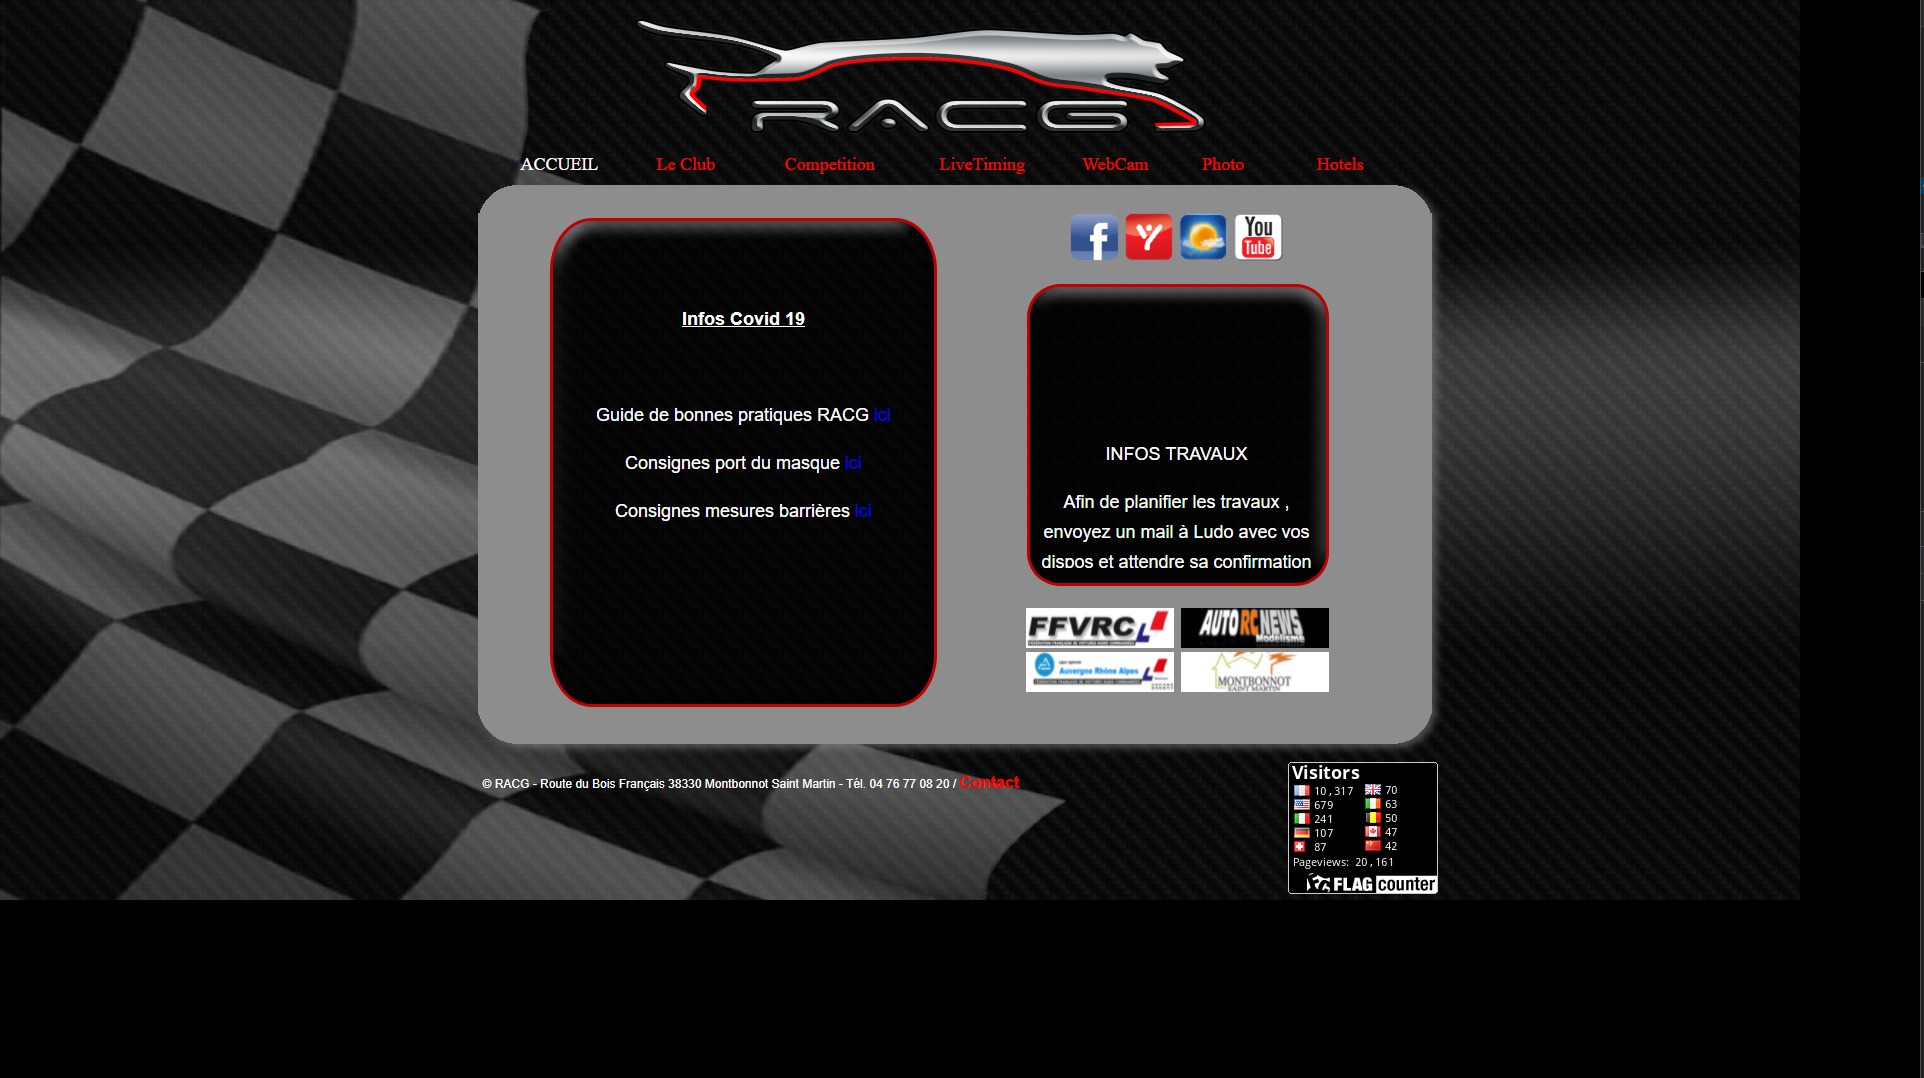 RACG
ACCUEIL Le Club Competition LiveTiming WebCam Photo Hotels
Infos Covid 19
Guide de bonnes pratiques RACG ici
Consignes port du masque ici
Consignes mesures barrières ici
You
Tube
INFOS TRAVAUX
Afin de planifier les travaux ,
envoyez un mail à Ludo avec vos
dispos et attendre sa confirmation
FFVRC
AUTO RC NEWS
Modélisme
Auvergne Rhône Alpes
MONTBONNOT
SAINT MARTIN
© RACG - Route du Bois Français 38330 Montbonnot Saint Martin - Tél. 04 76 77 08 20 / Contact
Visitors
10,317 70
679 63
241 50
107 47
87 42
Pageviews: 20,161
FLAG counter